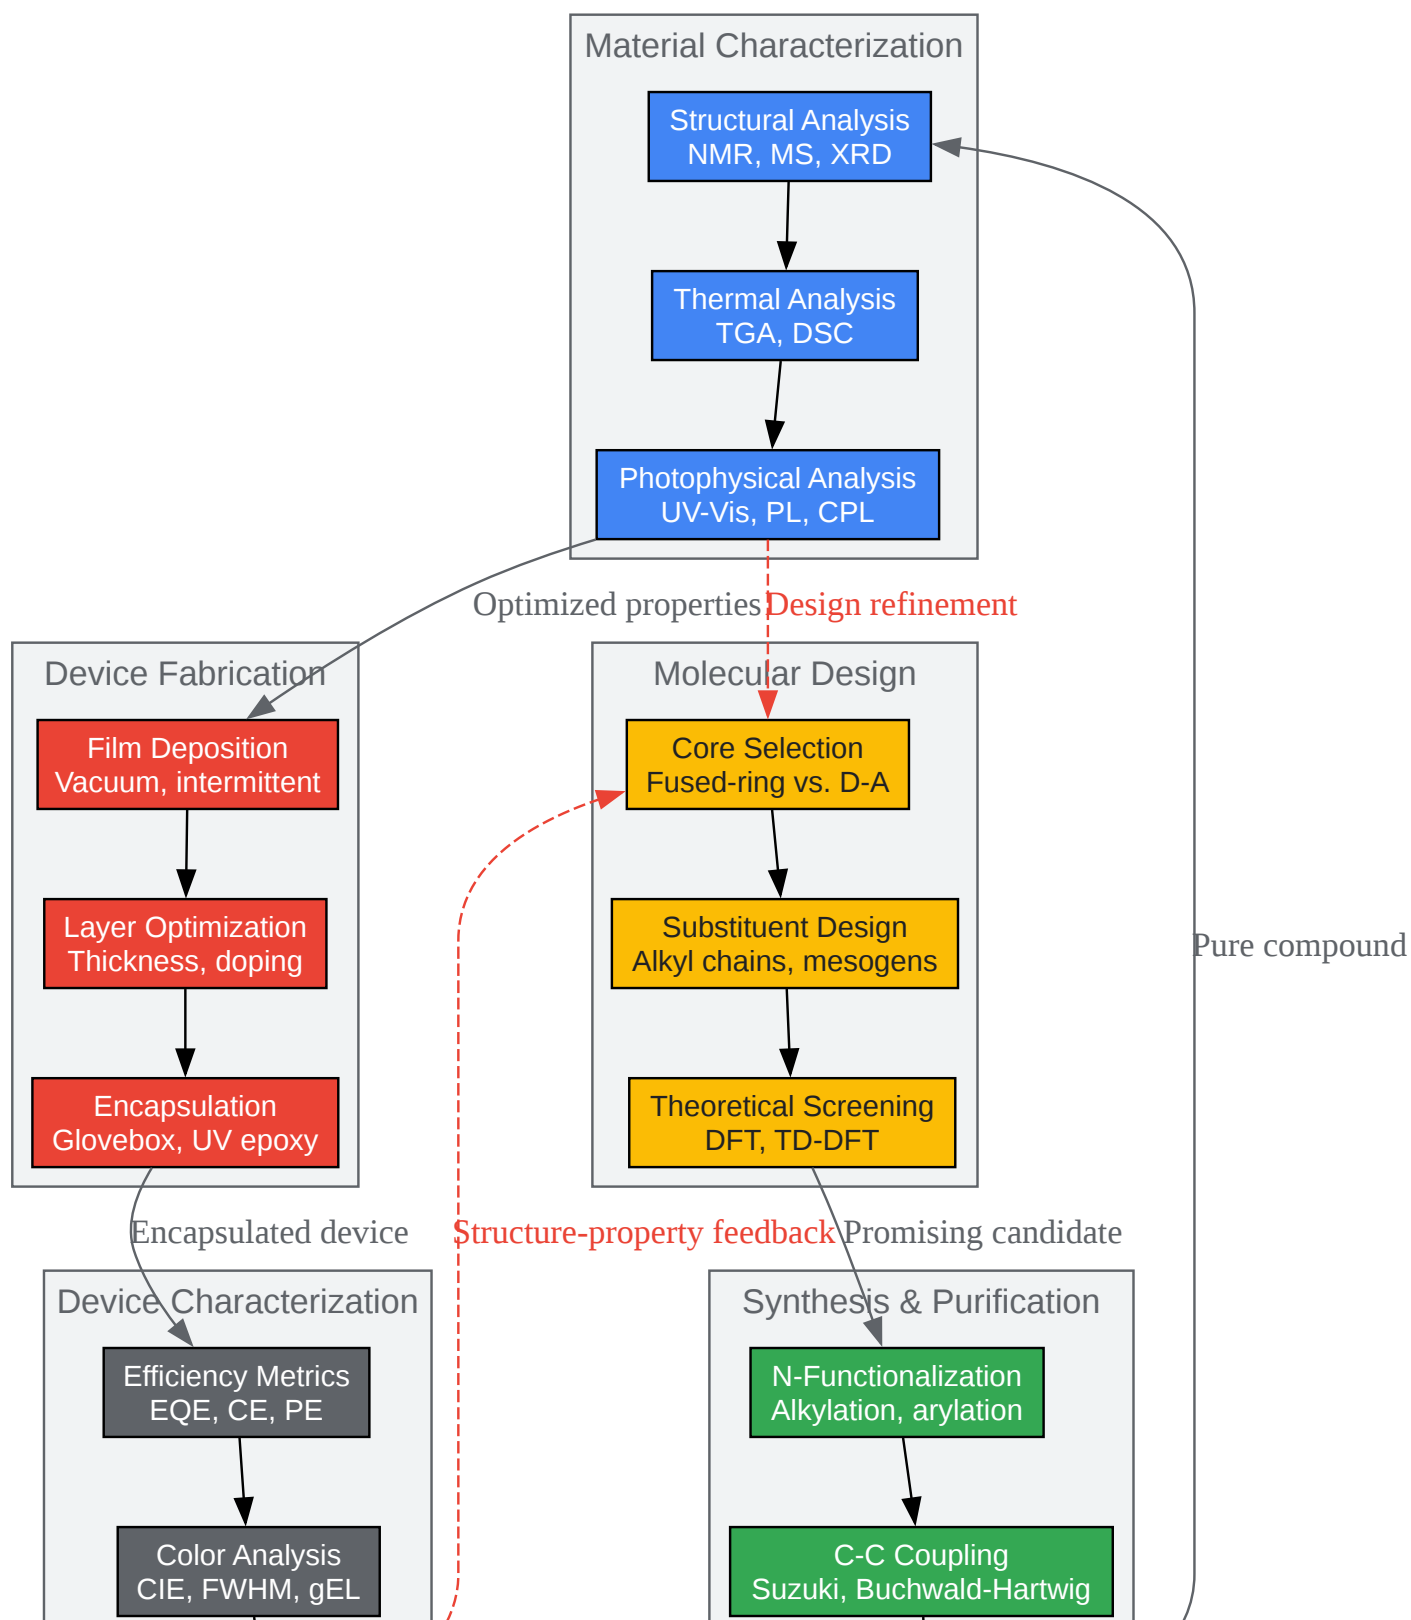 Material Characterization
Structural Analysis
NMR, MS, XRD
Thermal Analysis
TGA, DSC
Photophysical Analysis
UV-Vis, PL, CPL
Optimized properties
Design refinement
Device Fabrication
Film Deposition
Vacuum, intermittent
Layer Optimization
Thickness, doping
Encapsulation
Glovebox, UV epoxy
Molecular Design
Core Selection
Fused-ring vs. D-A
Substituent Design
Alkyl chains, mesogens
Theoretical Screening
DFT, TD-DFT
Pure compound
Encapsulated device
Structure-property feedback
Promising candidate
Device Characterization
Efficiency Metrics
EQE, CE, PE
Color Analysis
CIE, FWHM, gEL
Synthesis & Purification
N-Functionalization
Alkylation, arylation
C-C Coupling
Suzuki, Buchwald-Hartwig